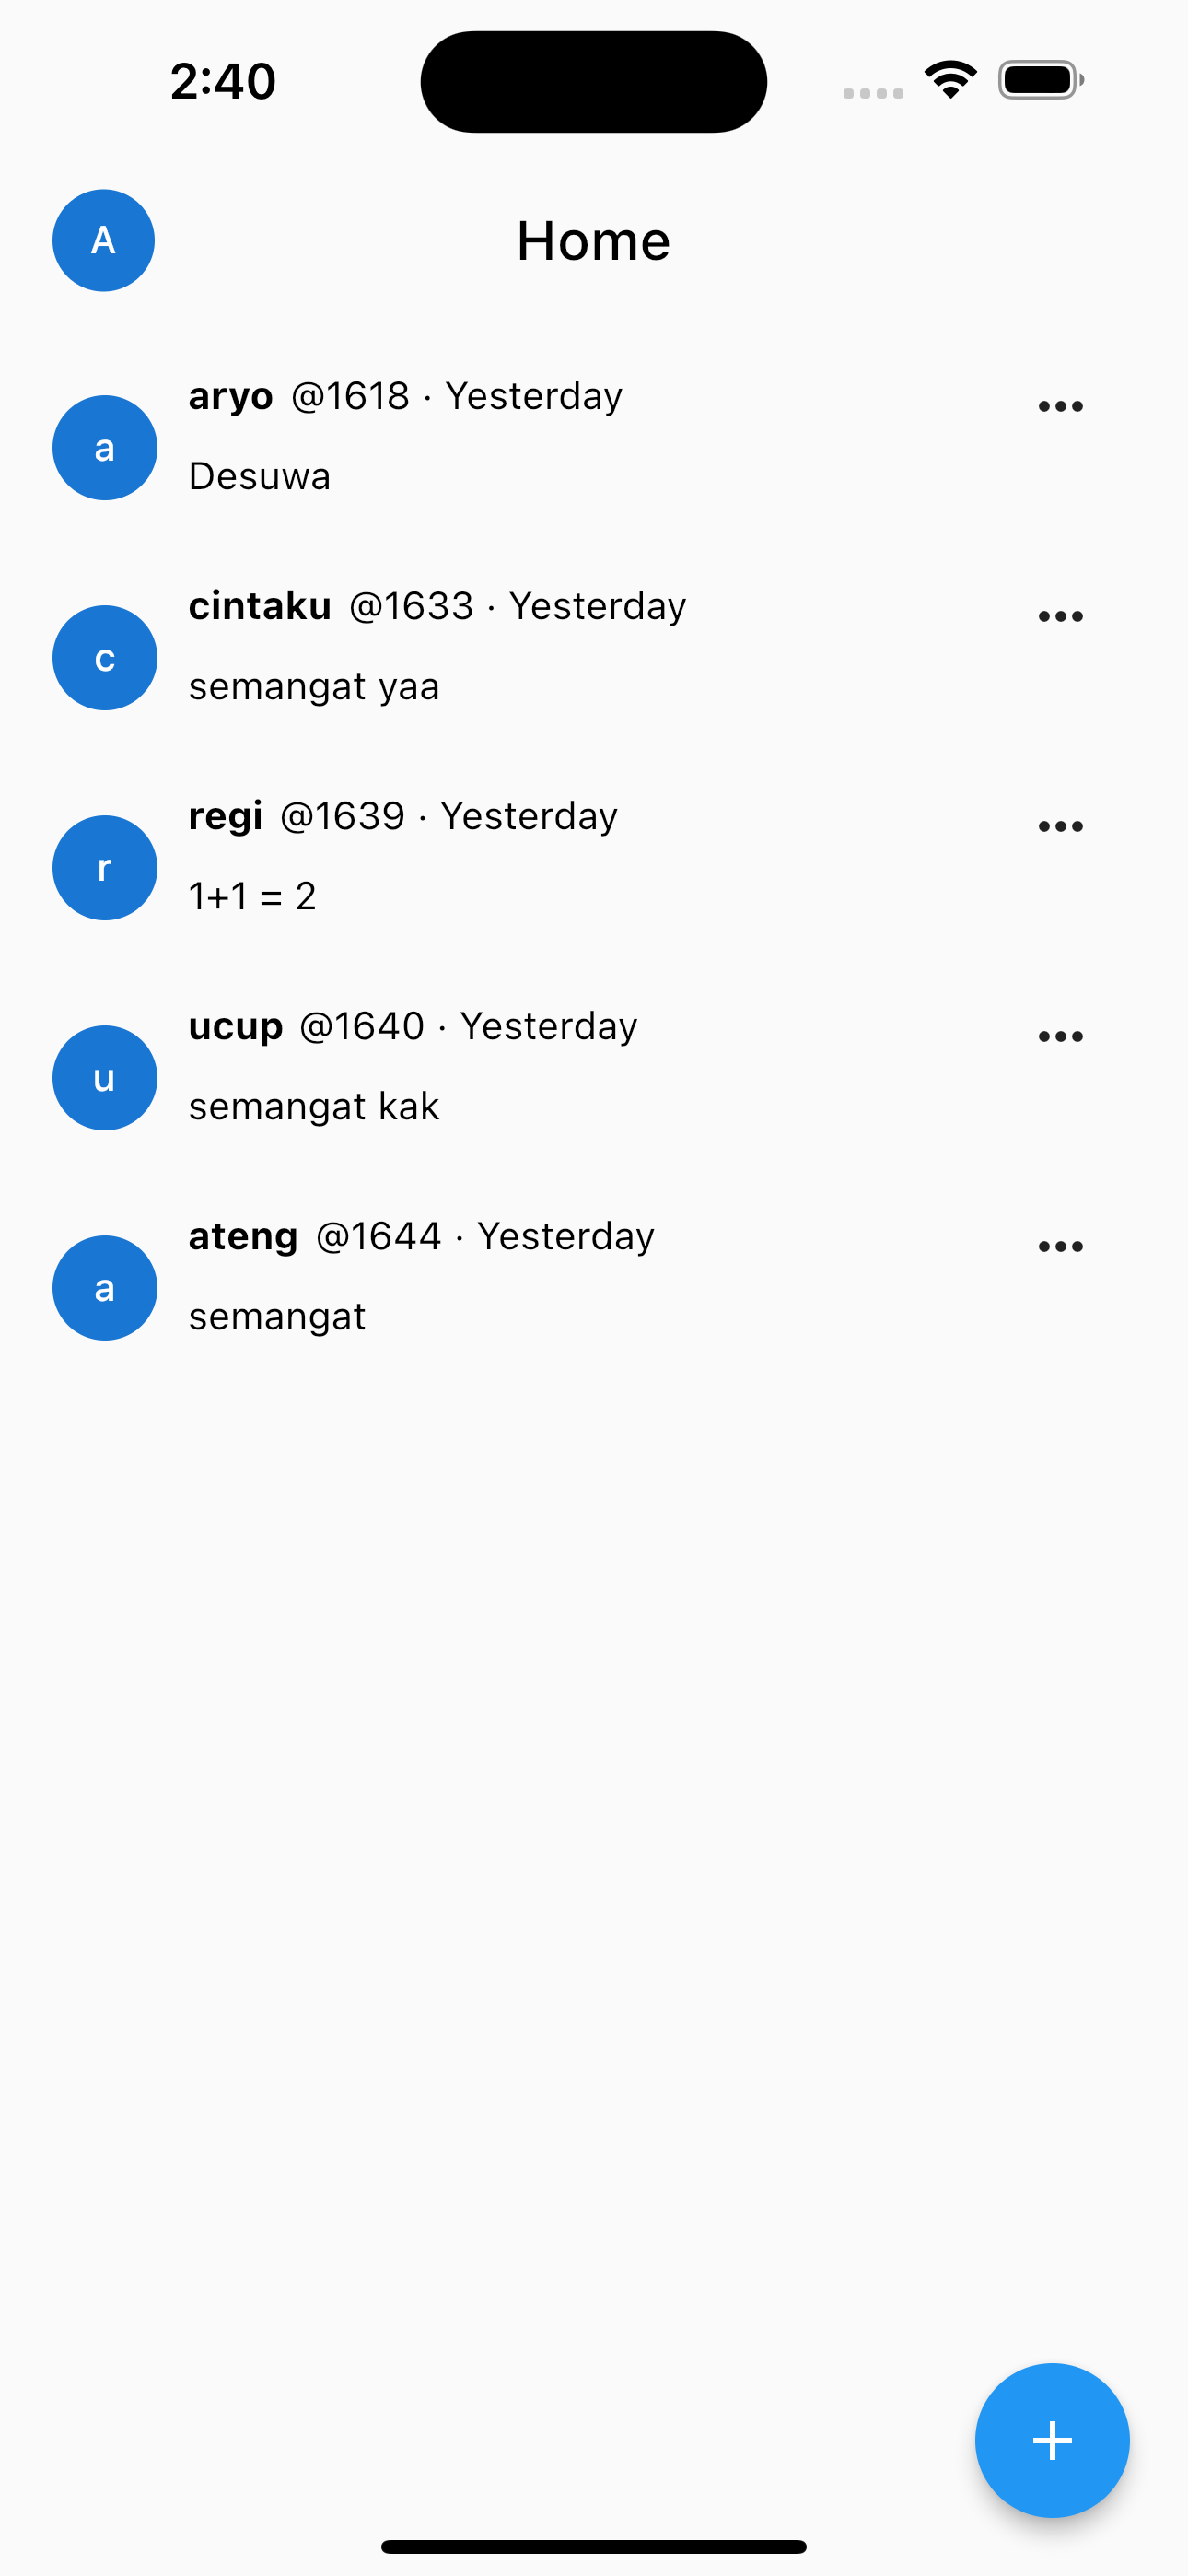 2:40
A
Home
aryo @1618 · Yesterday
a
Desuwa
cintaku @1633 · Yesterday
c
semangat yaa
regi @1639 · Yesterday
r
1+1 = 2
ucup @1640 · Yesterday
u
semangat kak
ateng @1644 · Yesterday
a
semangat